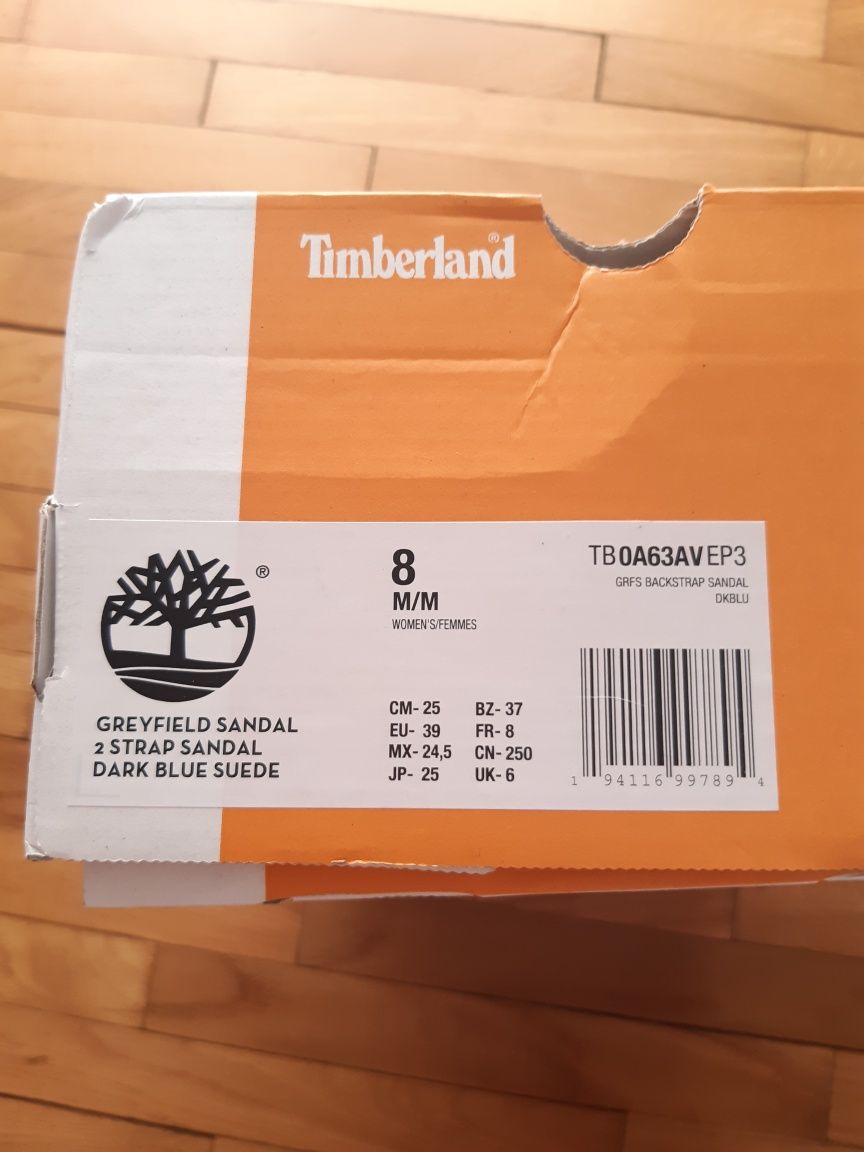 Timberland®
®
GREYFIELD SANDAL
2 STRAP SANDAL
DARK BLUE SUEDE
8
M/M
WOMEN'S/FEMMES
CM- 25 BZ- 37
EU- 39 FR- 8
MX- 24,5 CN- 250
JP- 25 UK- 6
TB0A63AVEP3
GRFS BACKSTRAP SANDAL
DKBLU
1 94116 99789 4